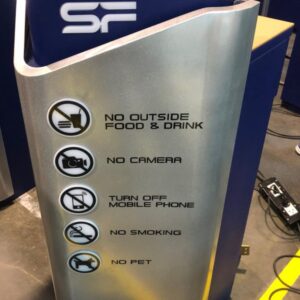 SF
NO OUTSIDE
FOOD & DRINK
NO CAMERA
TURN OFF
MOBILE PHONE
NO SMOKING
NO PET